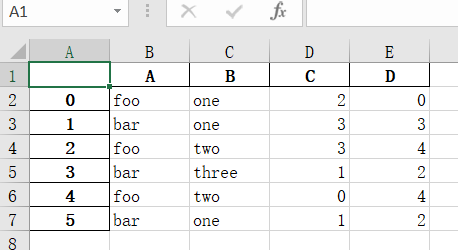 A1 fx
A B C D E
1 A B C D
2 0 foo one 2 0
3 1 bar one 3 3
4 2 foo two 3 4
5 3 bar three 1 2
6 4 foo two 0 4
7 5 bar one 1 2
8